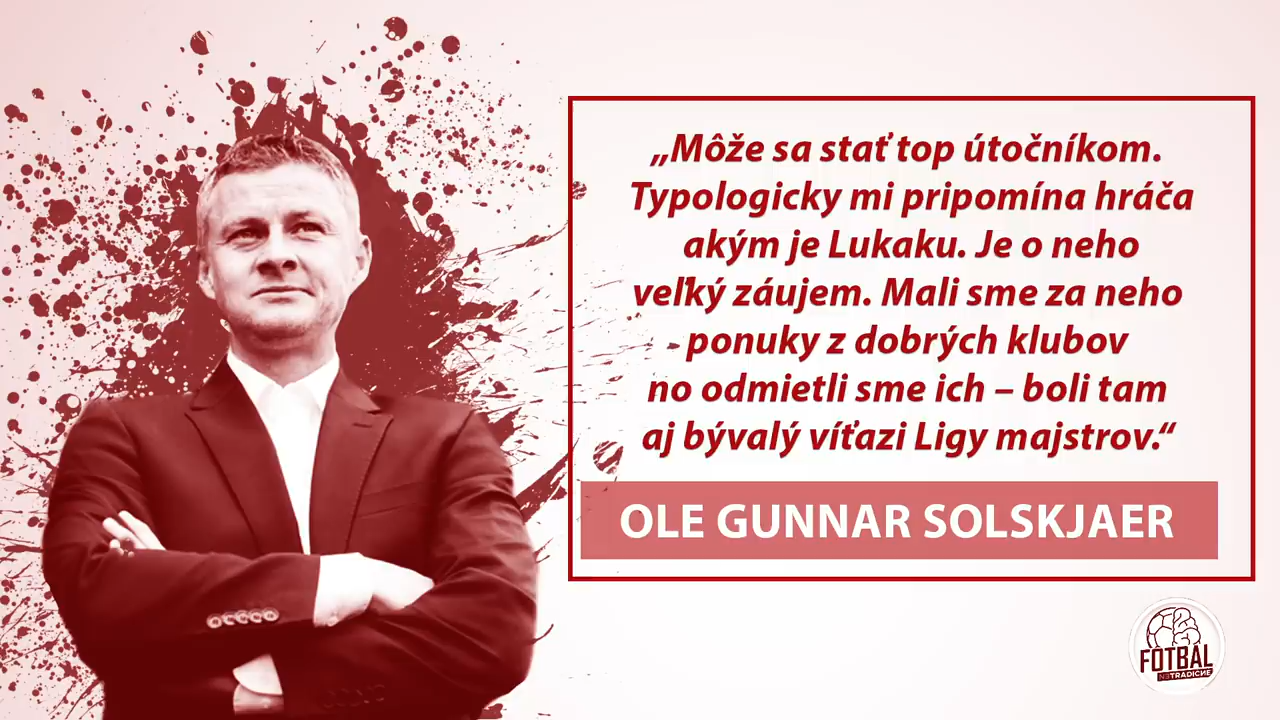 „Môže sa stať top útočníkom.
Typologicky mi pripomína hráča
akým je Lukaku. Je o neho
veľký záujem. Mali sme za neho
ponuky z dobrých klubov
no odmietli sme ich – boli tam
aj bývalý víťazi Ligy majstrov.“
OLE GUNNAR SOLSKJAER
FOTBAL
NETRADIČNE